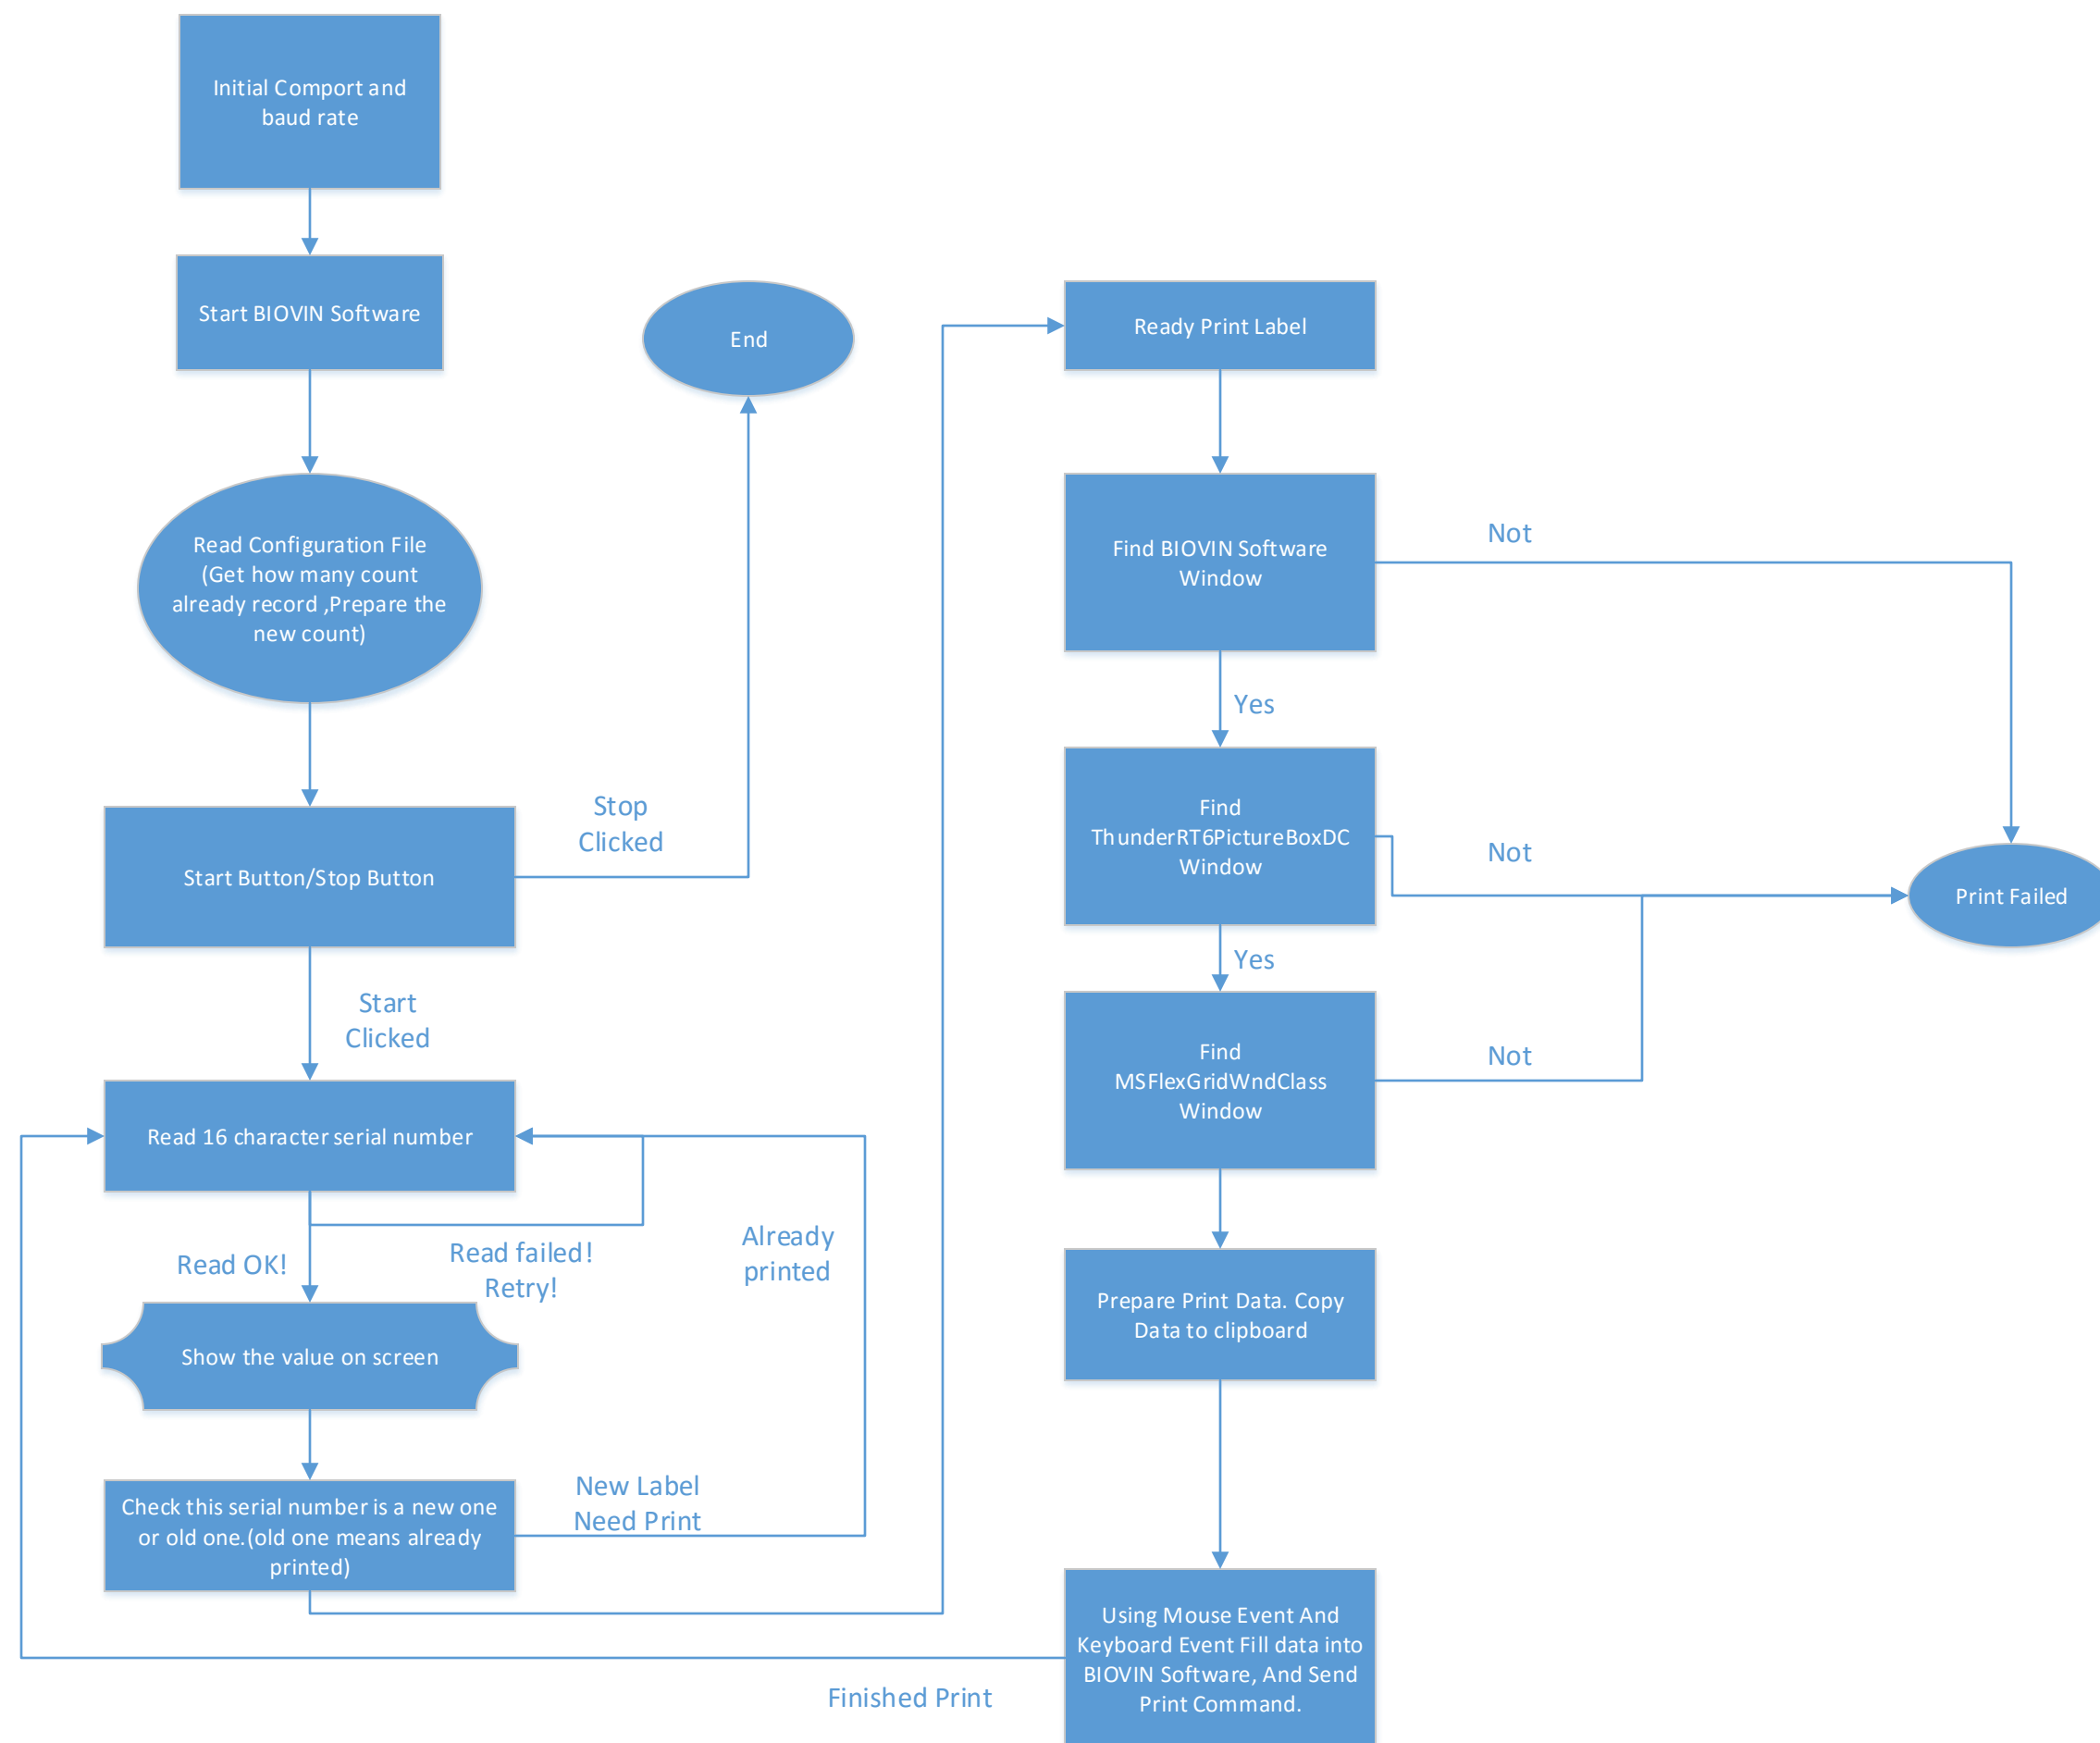 Initial Comport and
baud rate
Start BIOVIN Software
Read Configuration File
(Get how many count
already record ,Prepare the
new count)
Start Button/Stop Button
Stop
Clicked
End
Start
Clicked
Read 16 character serial number
Read OK!
Read failed!
Retry!
Already
printed
Show the value on screen
Check this serial number is a new one
or old one.(old one means already
printed)
New Label
Need Print
Ready Print Label
Find BIOVIN Software
Window
Not
Yes
Find
ThunderRT6PictureBoxDC
Window
Not
Print Failed
Yes
Find
MSFlexGridWndClass
Window
Not
Prepare Print Data. Copy
Data to clipboard
Using Mouse Event And
Keyboard Event Fill data into
BIOVIN Software, And Send
Print Command.
Finished Print